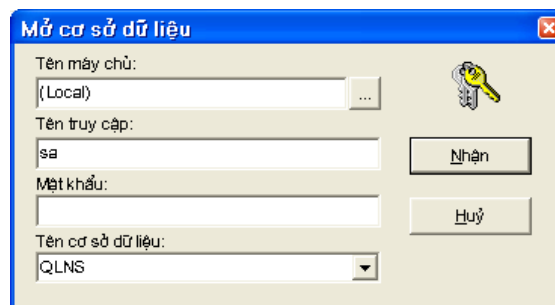 Mở cơ sở dữ liệu
Tên máy chủ:
(Local)
...
Tên truy cập:
sa
Nhận
Mật khẩu:
Huỷ
Tên cơ sở dữ liệu:
QLNS